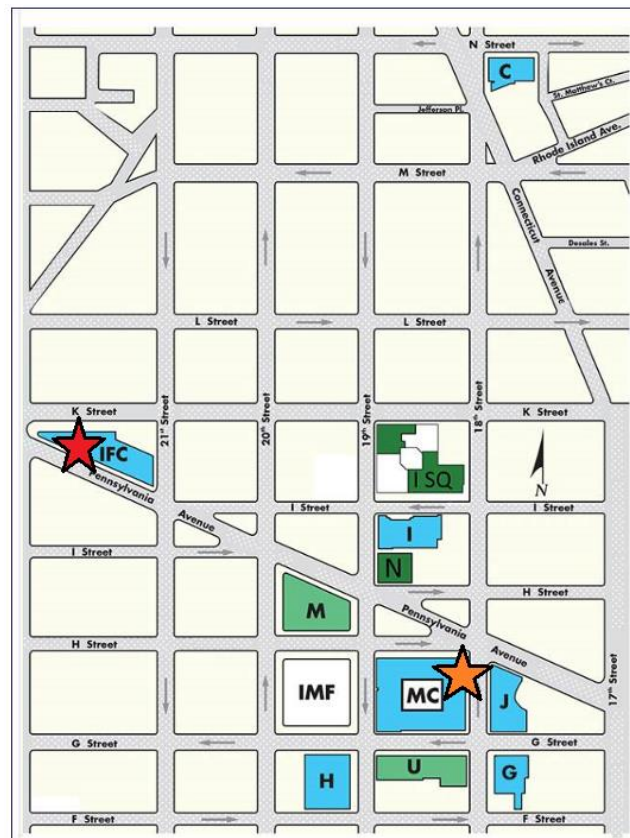 N Street
C
St. Matthew's Ct.
Jefferson Pl.
Rhode Island Ave.
M Street
Connecticut
Avenue
Desales St.
L Street
L Street
21st Street
20th Street
19th Street
18th Street
K Street
K Street
IFC
Pennsylvania
I SQ
N
I Street
Avenue
I Street
I
I Street
N
H Street
M
Pennsylvania
Avenue
H Street
IMF
MC
J
17th Street
G Street
G Street
H
U
G
F Street
F Street